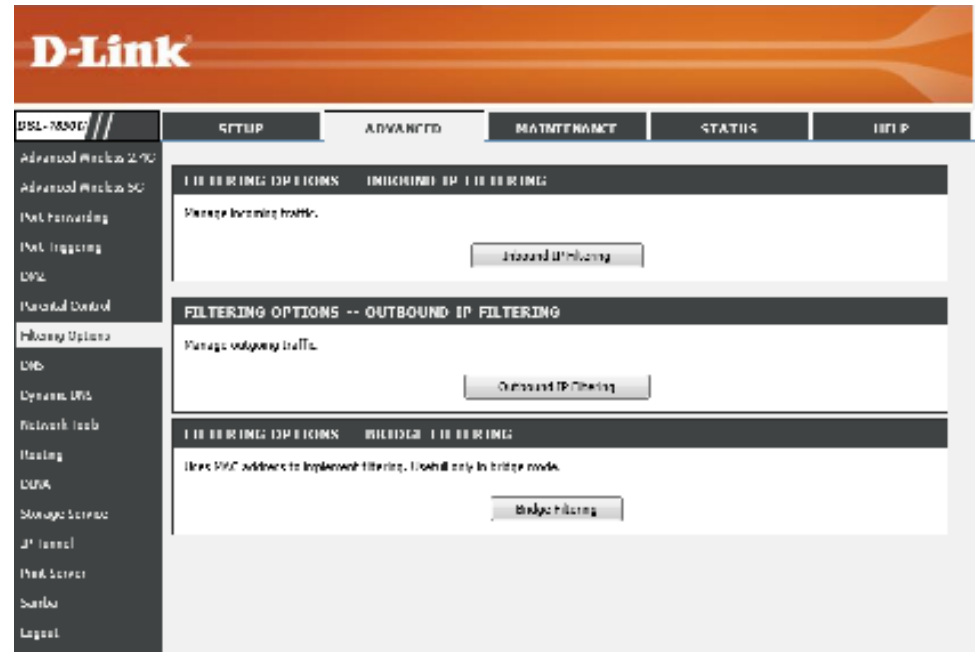 D-Link
SETUP
ADVANCED
MAINTENANCE
STATUS
HELP
Advanced Wireless 2.4G
Advanced Wireless 5G
Port Forwarding
Port Triggering
DMZ
Parental Control
Filtering Options
DNS
Dynamic DNS
Network Tools
Routing
DLNA
Storage Service
IP Tunnel
Print Server
Samba
Logout
FILTERING OPTIONS -- INBOUND IP FILTERING
Manage incoming traffic.
Inbound IP Filtering
FILTERING OPTIONS -- OUTBOUND IP FILTERING
Manage outgoing traffic.
Outbound IP Filtering
FILTERING OPTIONS -- BRIDGE FILTERING
Uses MAC address to implement filtering. Usefull only in bridge mode.
Bridge Filtering